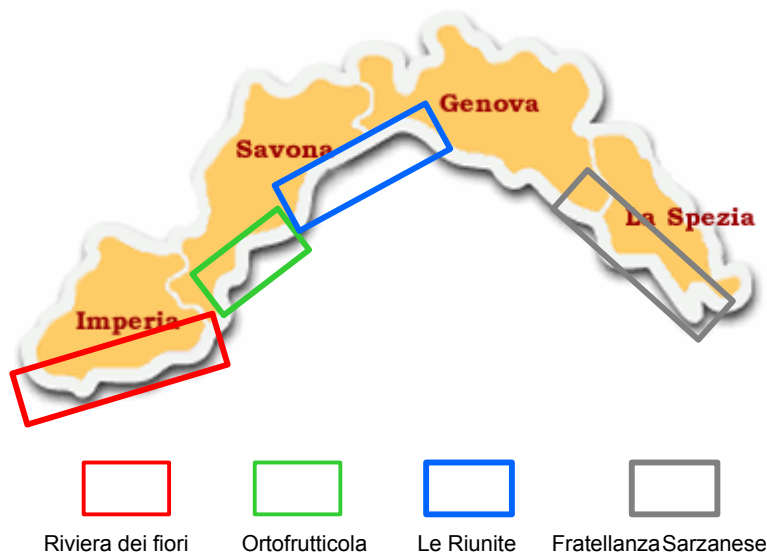 Genova
Savona
La Spezia
Imperia
Riviera dei fiori
Ortofrutticola
Le Riunite
FratellanzaSarzanese